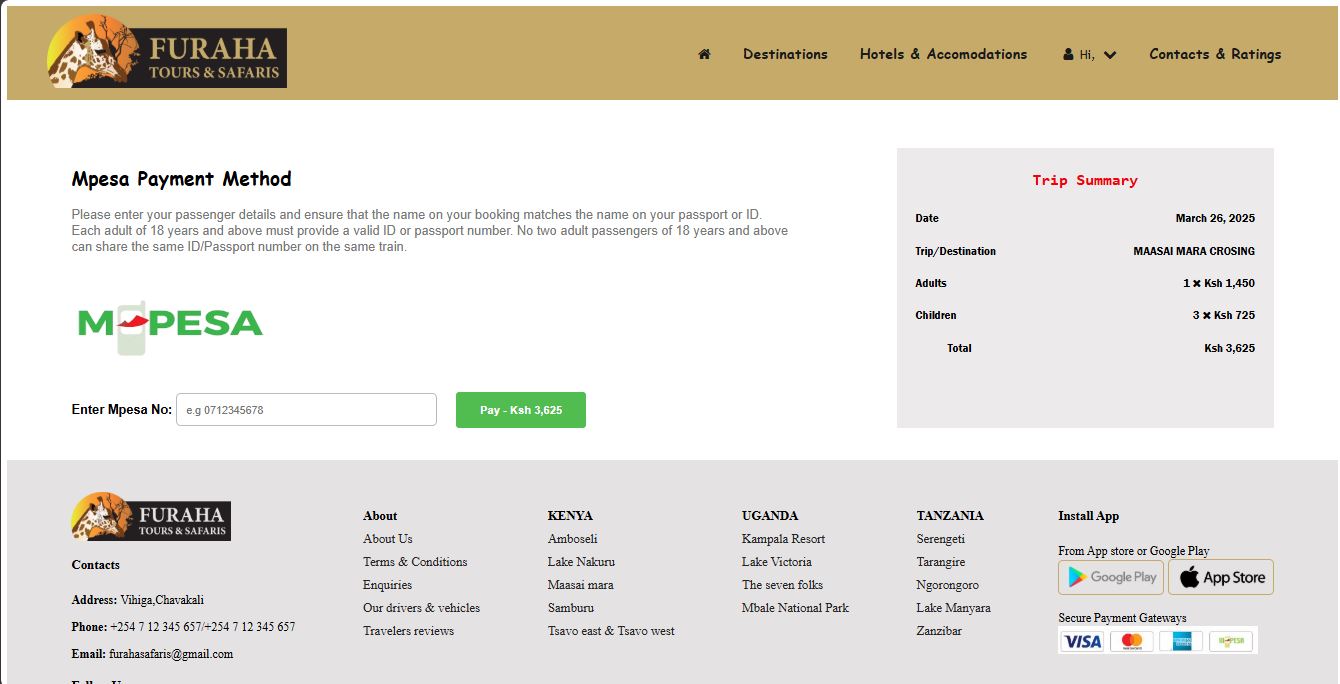 FURAHA
TOURS & SAFARIS
Destinations
Hotels & Accomodations
Hi,
Contacts & Ratings
Mpesa Payment Method
Please enter your passenger details and ensure that the name on your booking matches the name on your passport or ID.
Each adult of 18 years and above must provide a valid ID or passport number. No two adult passengers of 18 years and above
can share the same ID/Passport number on the same train.
M PESA
Enter Mpesa No:
e.g 0712345678
Pay - Ksh 3,625
Trip Summary
Date March 26, 2025
Trip/Destination MAASAI MARA CROSING
Adults 1 ✖ Ksh 1,450
Children 3 ✖ Ksh 725
Total Ksh 3,625
FURAHA
TOURS & SAFARIS
Contacts
Address: Vihiga,Chavakali
Phone: +254 7 12 345 657/+254 7 12 345 657
Email: furahasafaris@gmail.com
About
About Us
Terms & Conditions
Enquiries
Our drivers & vehicles
Travelers reviews
KENYA
Amboseli
Lake Nakuru
Maasai mara
Samburu
Tsavo east & Tsavo west
UGANDA
Kampala Resort
Lake Victoria
The seven folks
Mbale National Park
TANZANIA
Serengeti
Tarangire
Ngorongoro
Lake Manyara
Zanzibar
Install App
From App store or Google Play
Google Play
App Store
Secure Payment Gateways
VISA
M PESA